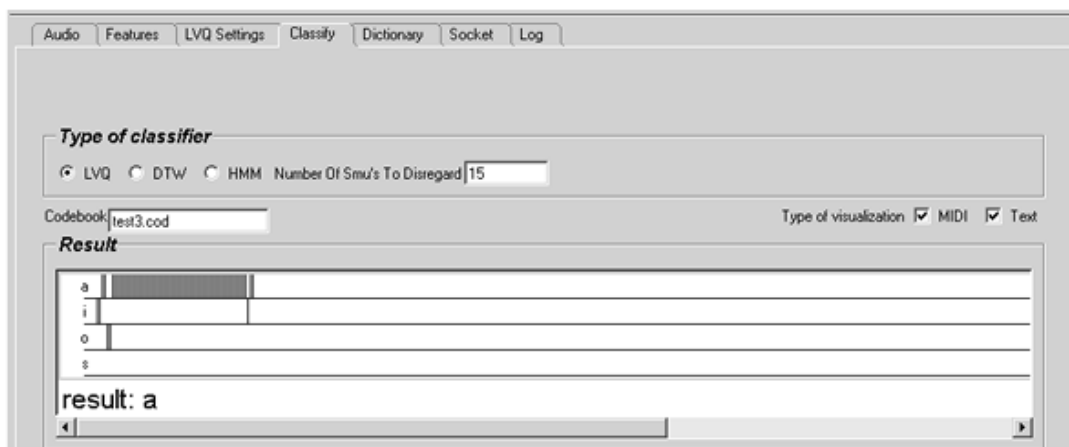 Audio Features LVQ Settings Classify Dictionary Socket Log
Type of classifier
LVQ DTW HMM Number Of Smu's To Disregard 15
Codebook test3.cod Type of visualization MIDI Text
Result
a
i
o
s
result: a